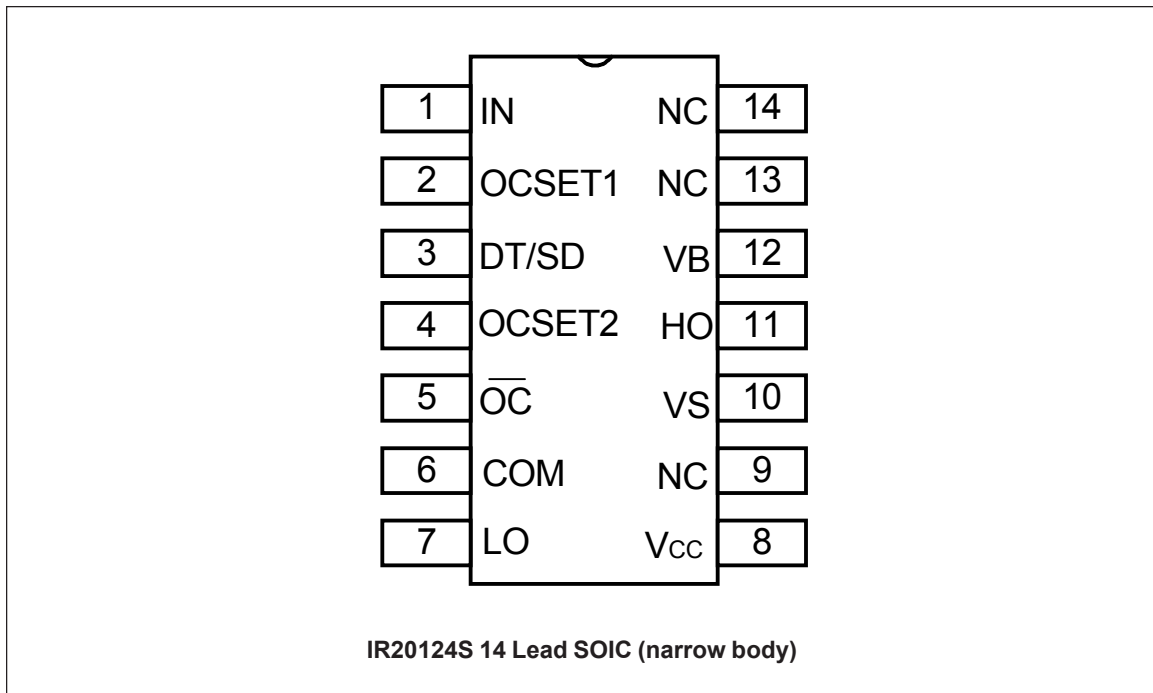 1 IN NC 14
2 OCSET1 NC 13
3 DT/SD VB 12
4 OCSET2 HO 11
5 O̅C̅ VS 10
6 COM NC 9
7 LO VCC 8
IR20124S 14 Lead SOIC (narrow body)